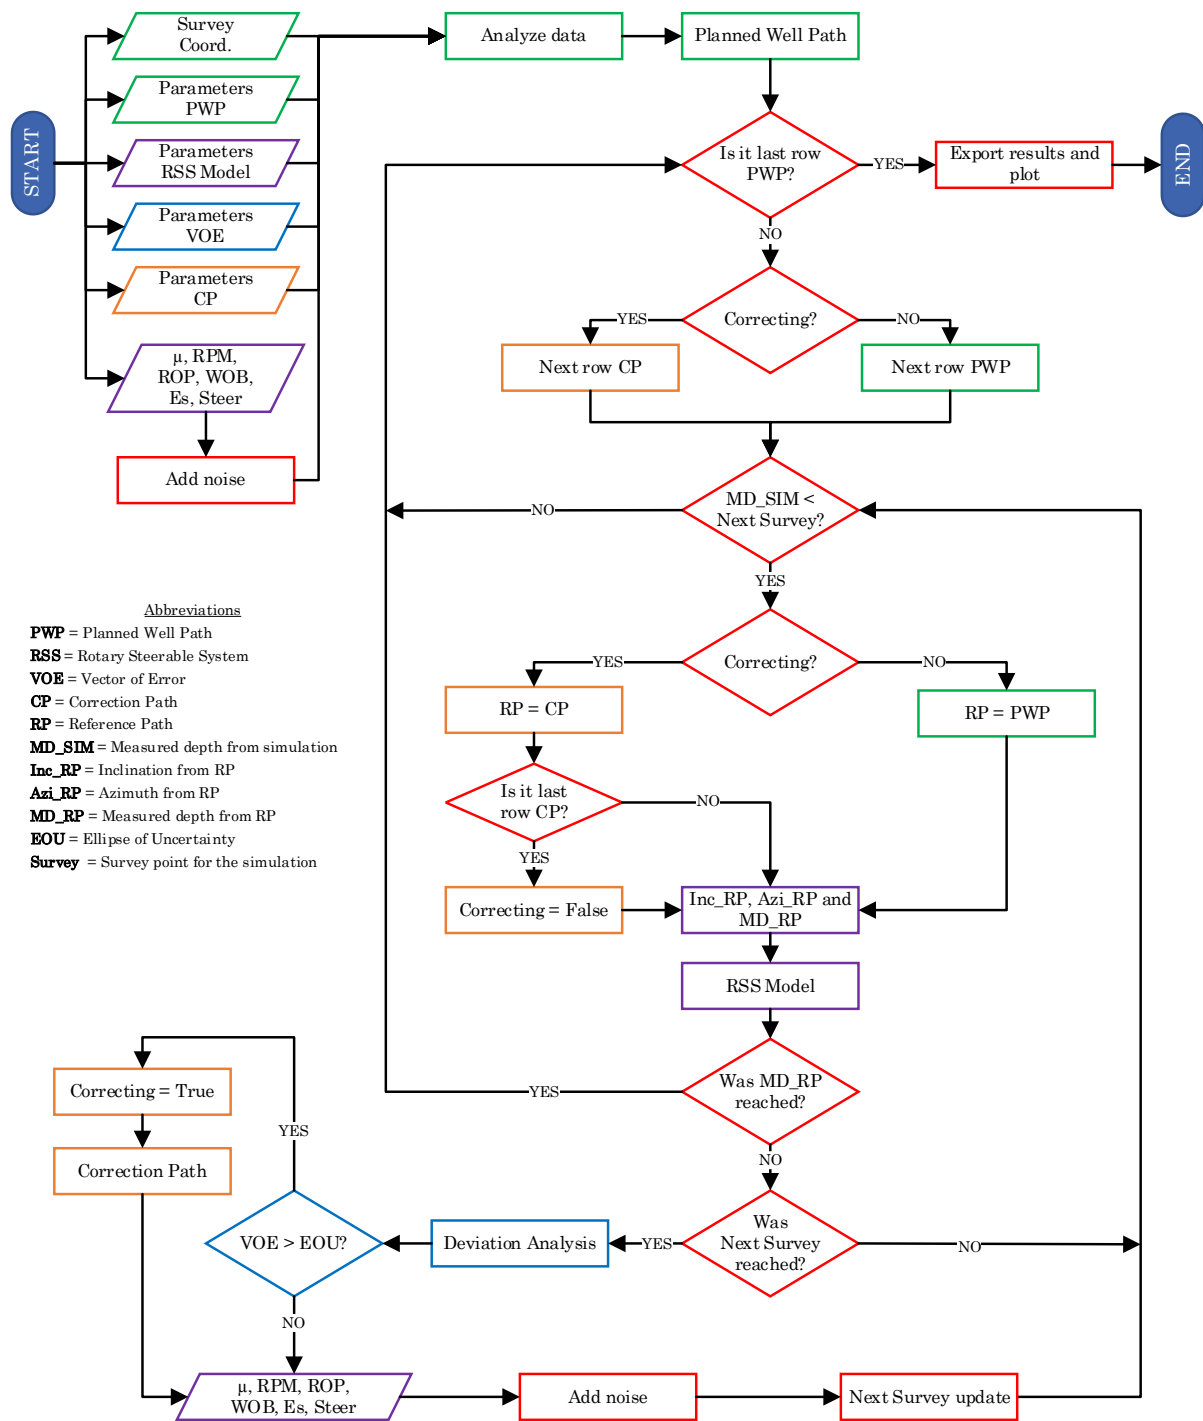 START
Survey
Coord.
Parameters
PWP
Parameters
RSS Model
Parameters
VOE
Parameters
CP
µ, RPM,
ROP, WOB,
Es, Steer
Add noise
Analyze data
Planned Well Path
Is it last row
PWP?
YES
Export results and
plot
END
NO
Correcting?
YES
NO
Next row CP
Next row PWP
MD_SIM <
Next Survey?
NO
YES
Correcting?
YES
NO
RP = CP
RP = PWP
Is it last
row CP?
NO
YES
Correcting = False
Inc_RP, Azi_RP and
MD_RP
RSS Model
Was MD_RP
reached?
YES
NO
Was
Next Survey
reached?
YES
NO
Deviation Analysis
VOE > EOU?
YES
NO
Correcting = True
Correction Path
µ, RPM, ROP,
WOB, Es, Steer
Add noise
Next Survey update
Abbreviations
PWP = Planned Well Path
RSS = Rotary Steerable System
VOE = Vector of Error
CP = Correction Path
RP = Reference Path
MD_SIM = Measured depth from simulation
Inc_RP = Inclination from RP
Azi_RP = Azimuth from RP
MD_RP = Measured depth from RP
EOU = Ellipse of Uncertainty
Survey = Survey point for the simulation